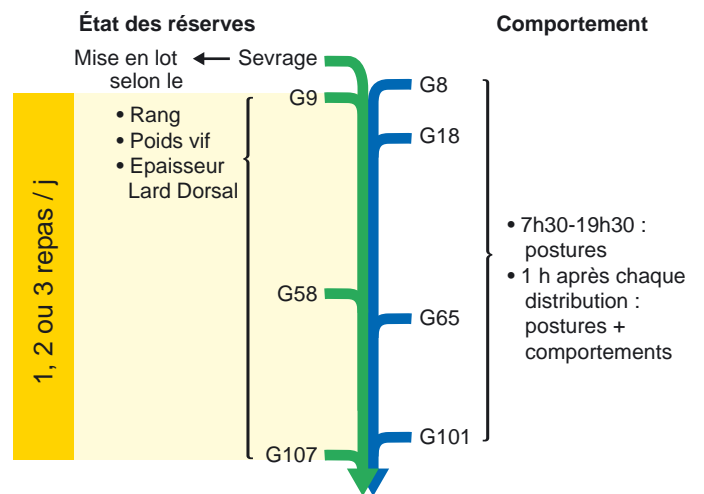 État des réserves
Comportement
Mise en lot
selon le
Sevrage
G9
• Rang
• Poids vif
• Epaisseur
Lard Dorsal
1, 2 ou 3 repas / j
G58
G107
G8
G18
G65
G101
• 7h30-19h30 :
postures
• 1 h après chaque
distribution :
postures +
comportements